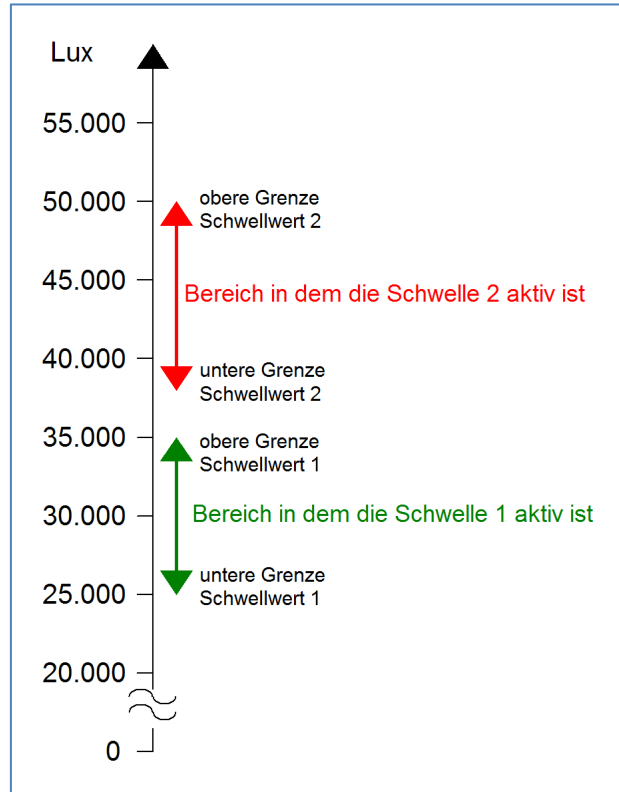 Lux
55.000
obere Grenze
50.000
Schwellwert 2
45.000
Bereich in dem die Schwelle 2 aktiv ist
40.000
untere Grenze
Schwellwert 2
35.000
obere Grenze
Schwellwert 1
30.000
Bereich in dem die Schwelle 1 aktiv ist
untere Grenze
25.000
Schwellwert 1
20.000
0